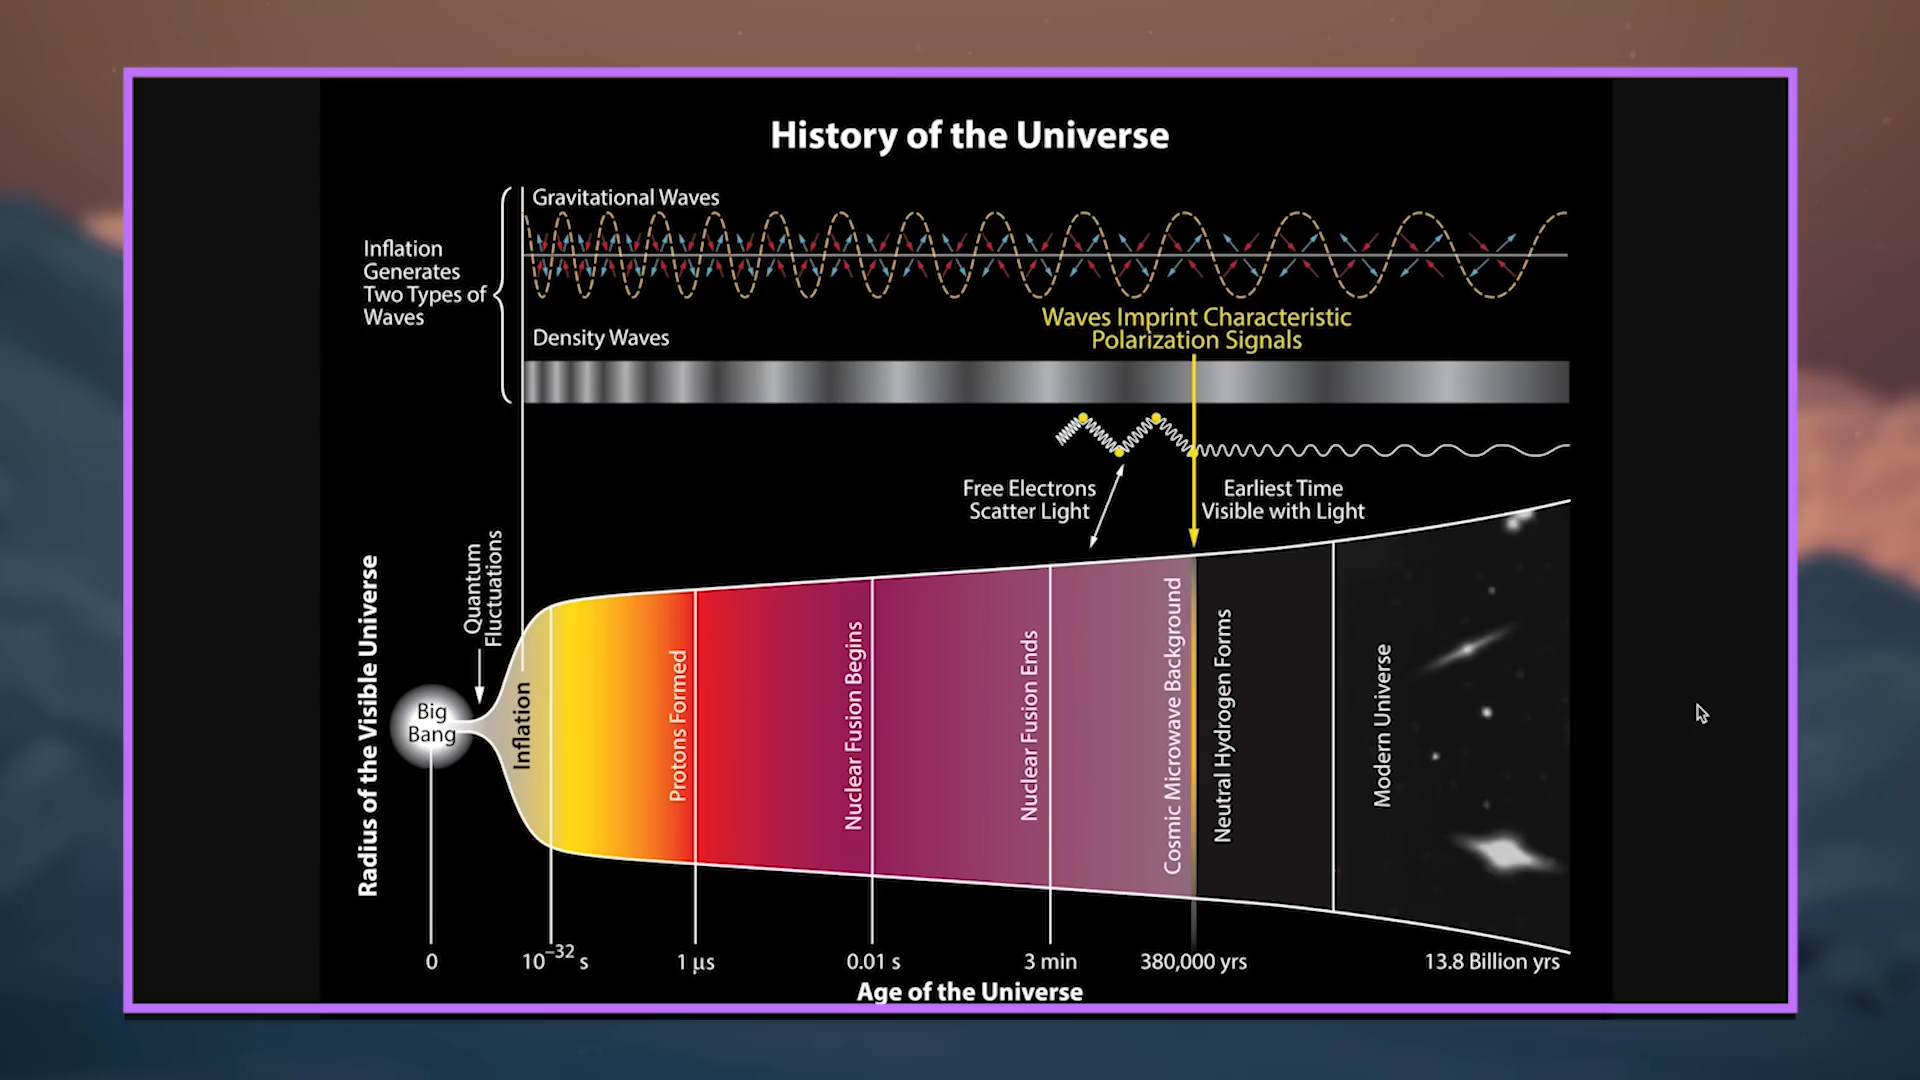 History of the Universe
Gravitational Waves
Inflation
Generates
Two Types of
Waves
Waves Imprint Characteristic
Polarization Signals
Density Waves
Free Electrons
Scatter Light
Earliest Time
Visible with Light
Radius of the Visible Universe
Quantum
Fluctuations
Big
Bang
Inflation
Protons Formed
Nuclear Fusion Begins
Nuclear Fusion Ends
Cosmic Microwave Background
Neutral Hydrogen Forms
Modern Universe
0
10⁻³² s
1 µs
0.01 s
3 min
380,000 yrs
13.8 Billion yrs
Age of the Universe